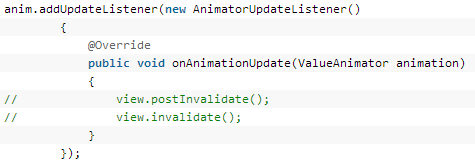 anim.addUpdateListener(new AnimatorUpdateListener()
{
@Override
public void onAnimationUpdate(ValueAnimator animation)
{
// view.postInvalidate();
// view.invalidate();
}
});